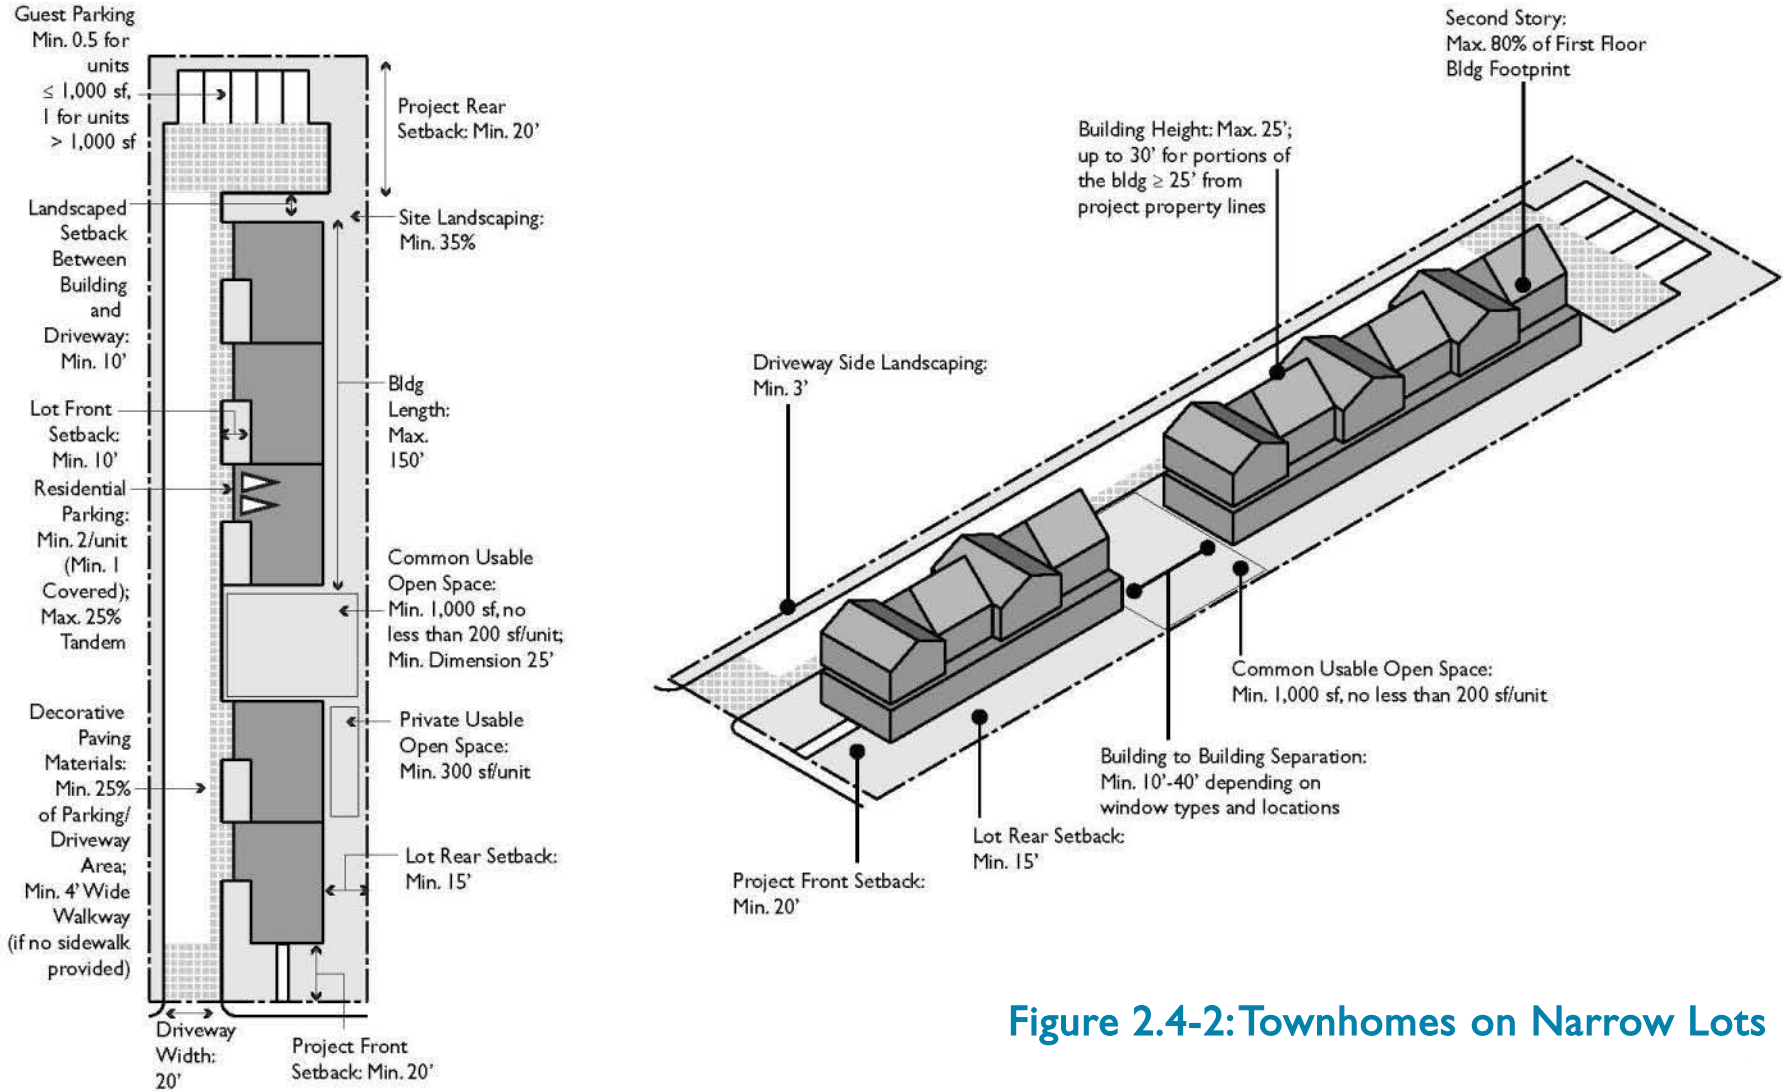 Guest Parking
Min. 0.5 for
units
≤ 1,000 sf,
1 for units
> 1,000 sf
Project Rear
Setback: Min. 20'
Landscaped
Setback
Between
Building
and
Driveway:
Min. 10'
Site Landscaping:
Min. 35%
Lot Front
Setback:
Min. 10'
Bldg
Length:
Max.
150'
Residential
Parking:
Min. 2/unit
(Min. 1
Covered);
Max. 25%
Tandem
Common Usable
Open Space:
Min. 1,000 sf, no
less than 200 sf/unit;
Min. Dimension 25'
Decorative
Paving
Materials:
Min. 25%
of Parking/
Driveway
Area;
Min. 4' Wide
Walkway
(if no sidewalk
provided)
Private Usable
Open Space:
Min. 300 sf/unit
Lot Rear Setback:
Min. 15'
Driveway
Width:
20'
Project Front
Setback: Min. 20'
Second Story:
Max. 80% of First Floor
Bldg Footprint
Building Height: Max. 25';
up to 30' for portions of
the bldg ≥ 25' from
project property lines
Driveway Side Landscaping:
Min. 3'
Common Usable Open Space:
Min. 1,000 sf, no less than 200 sf/unit
Building to Building Separation:
Min. 10'-40' depending on
window types and locations
Lot Rear Setback:
Min. 15'
Project Front Setback:
Min. 20'
Figure 2.4-2: Townhomes on Narrow Lots